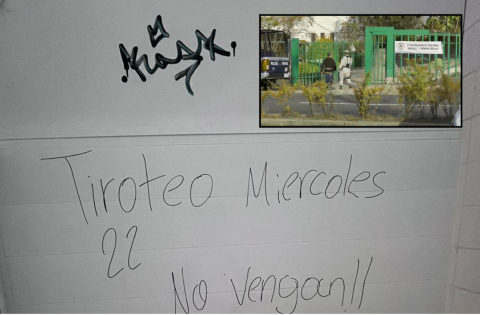 Tiroteo Miercoles
22
No vengan!!